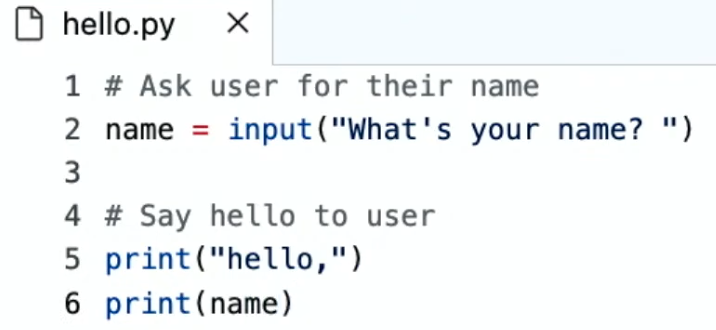 hello.py ×
1 # Ask user for their name
2 name = input("What's your name? ")
3
4 # Say hello to user
5 print("hello,")
6 print(name)